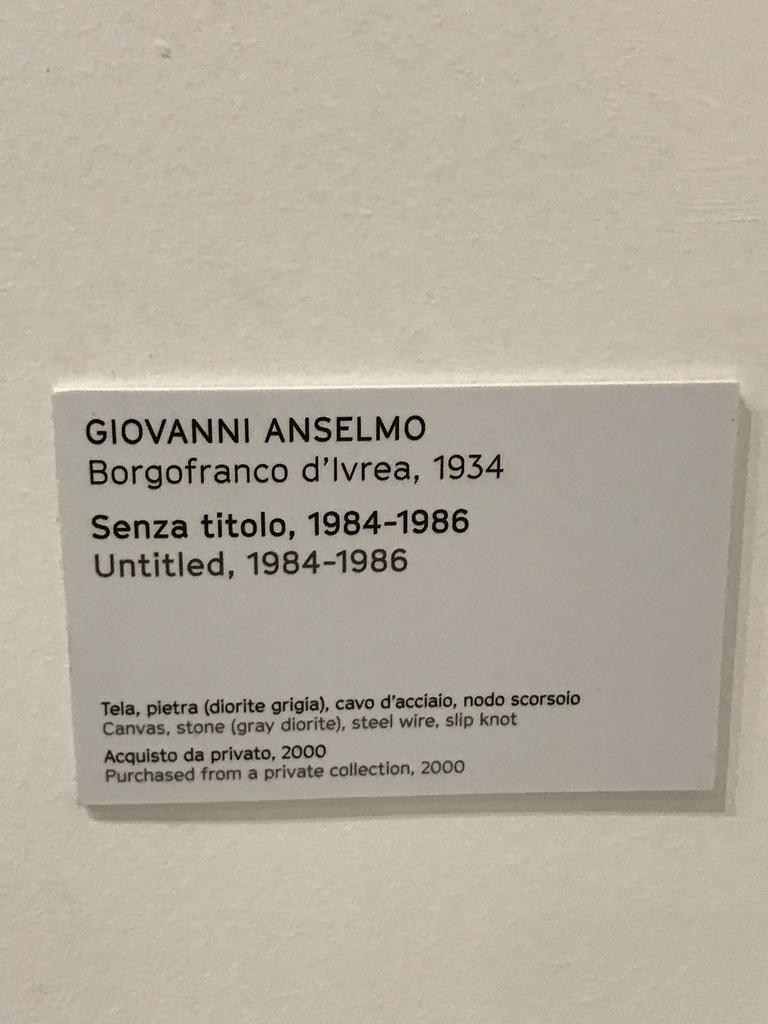 GIOVANNI ANSELMO
Borgofranco d'Ivrea, 1934
Senza titolo, 1984-1986
Untitled, 1984-1986
Tela, pietra (diorite grigia), cavo d'acciaio, nodo scorsoio
Canvas, stone (gray diorite), steel wire, slip knot
Acquisto da privato, 2000
Purchased from a private collection, 2000